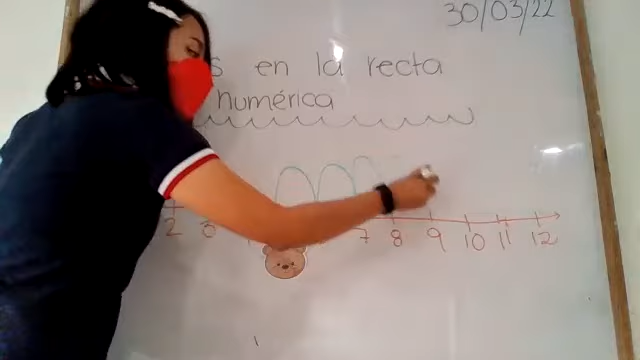 30/03/22
en la recta
numérica
2 7 8 9 10 11 12